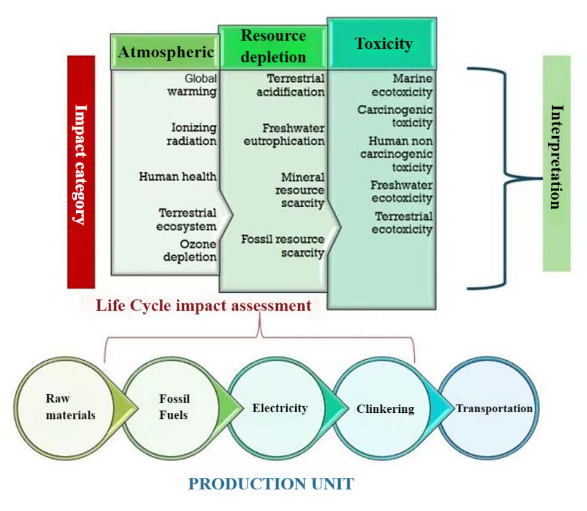 Atmospheric
Resource
depletion
Toxicity
Impact category
Global
warming
Ionizing
radiation
Human health
Terrestrial
ecosystem
Ozone
depletion
Terrestrial
acidification
Freshwater
eutrophication
Mineral
resource
scarcity
Fossil resource
scarcity
Marine
ecotoxicity
Carcinogenic
toxicity
Human non
carcinogenic
toxicity
Freshwater
ecotoxicity
Terrestrial
ecotoxicity
Interpretation
Life Cycle impact assessment
Raw
materials
Fossil
Fuels
Electricity
Clinkering
Transportation
PRODUCTION UNIT